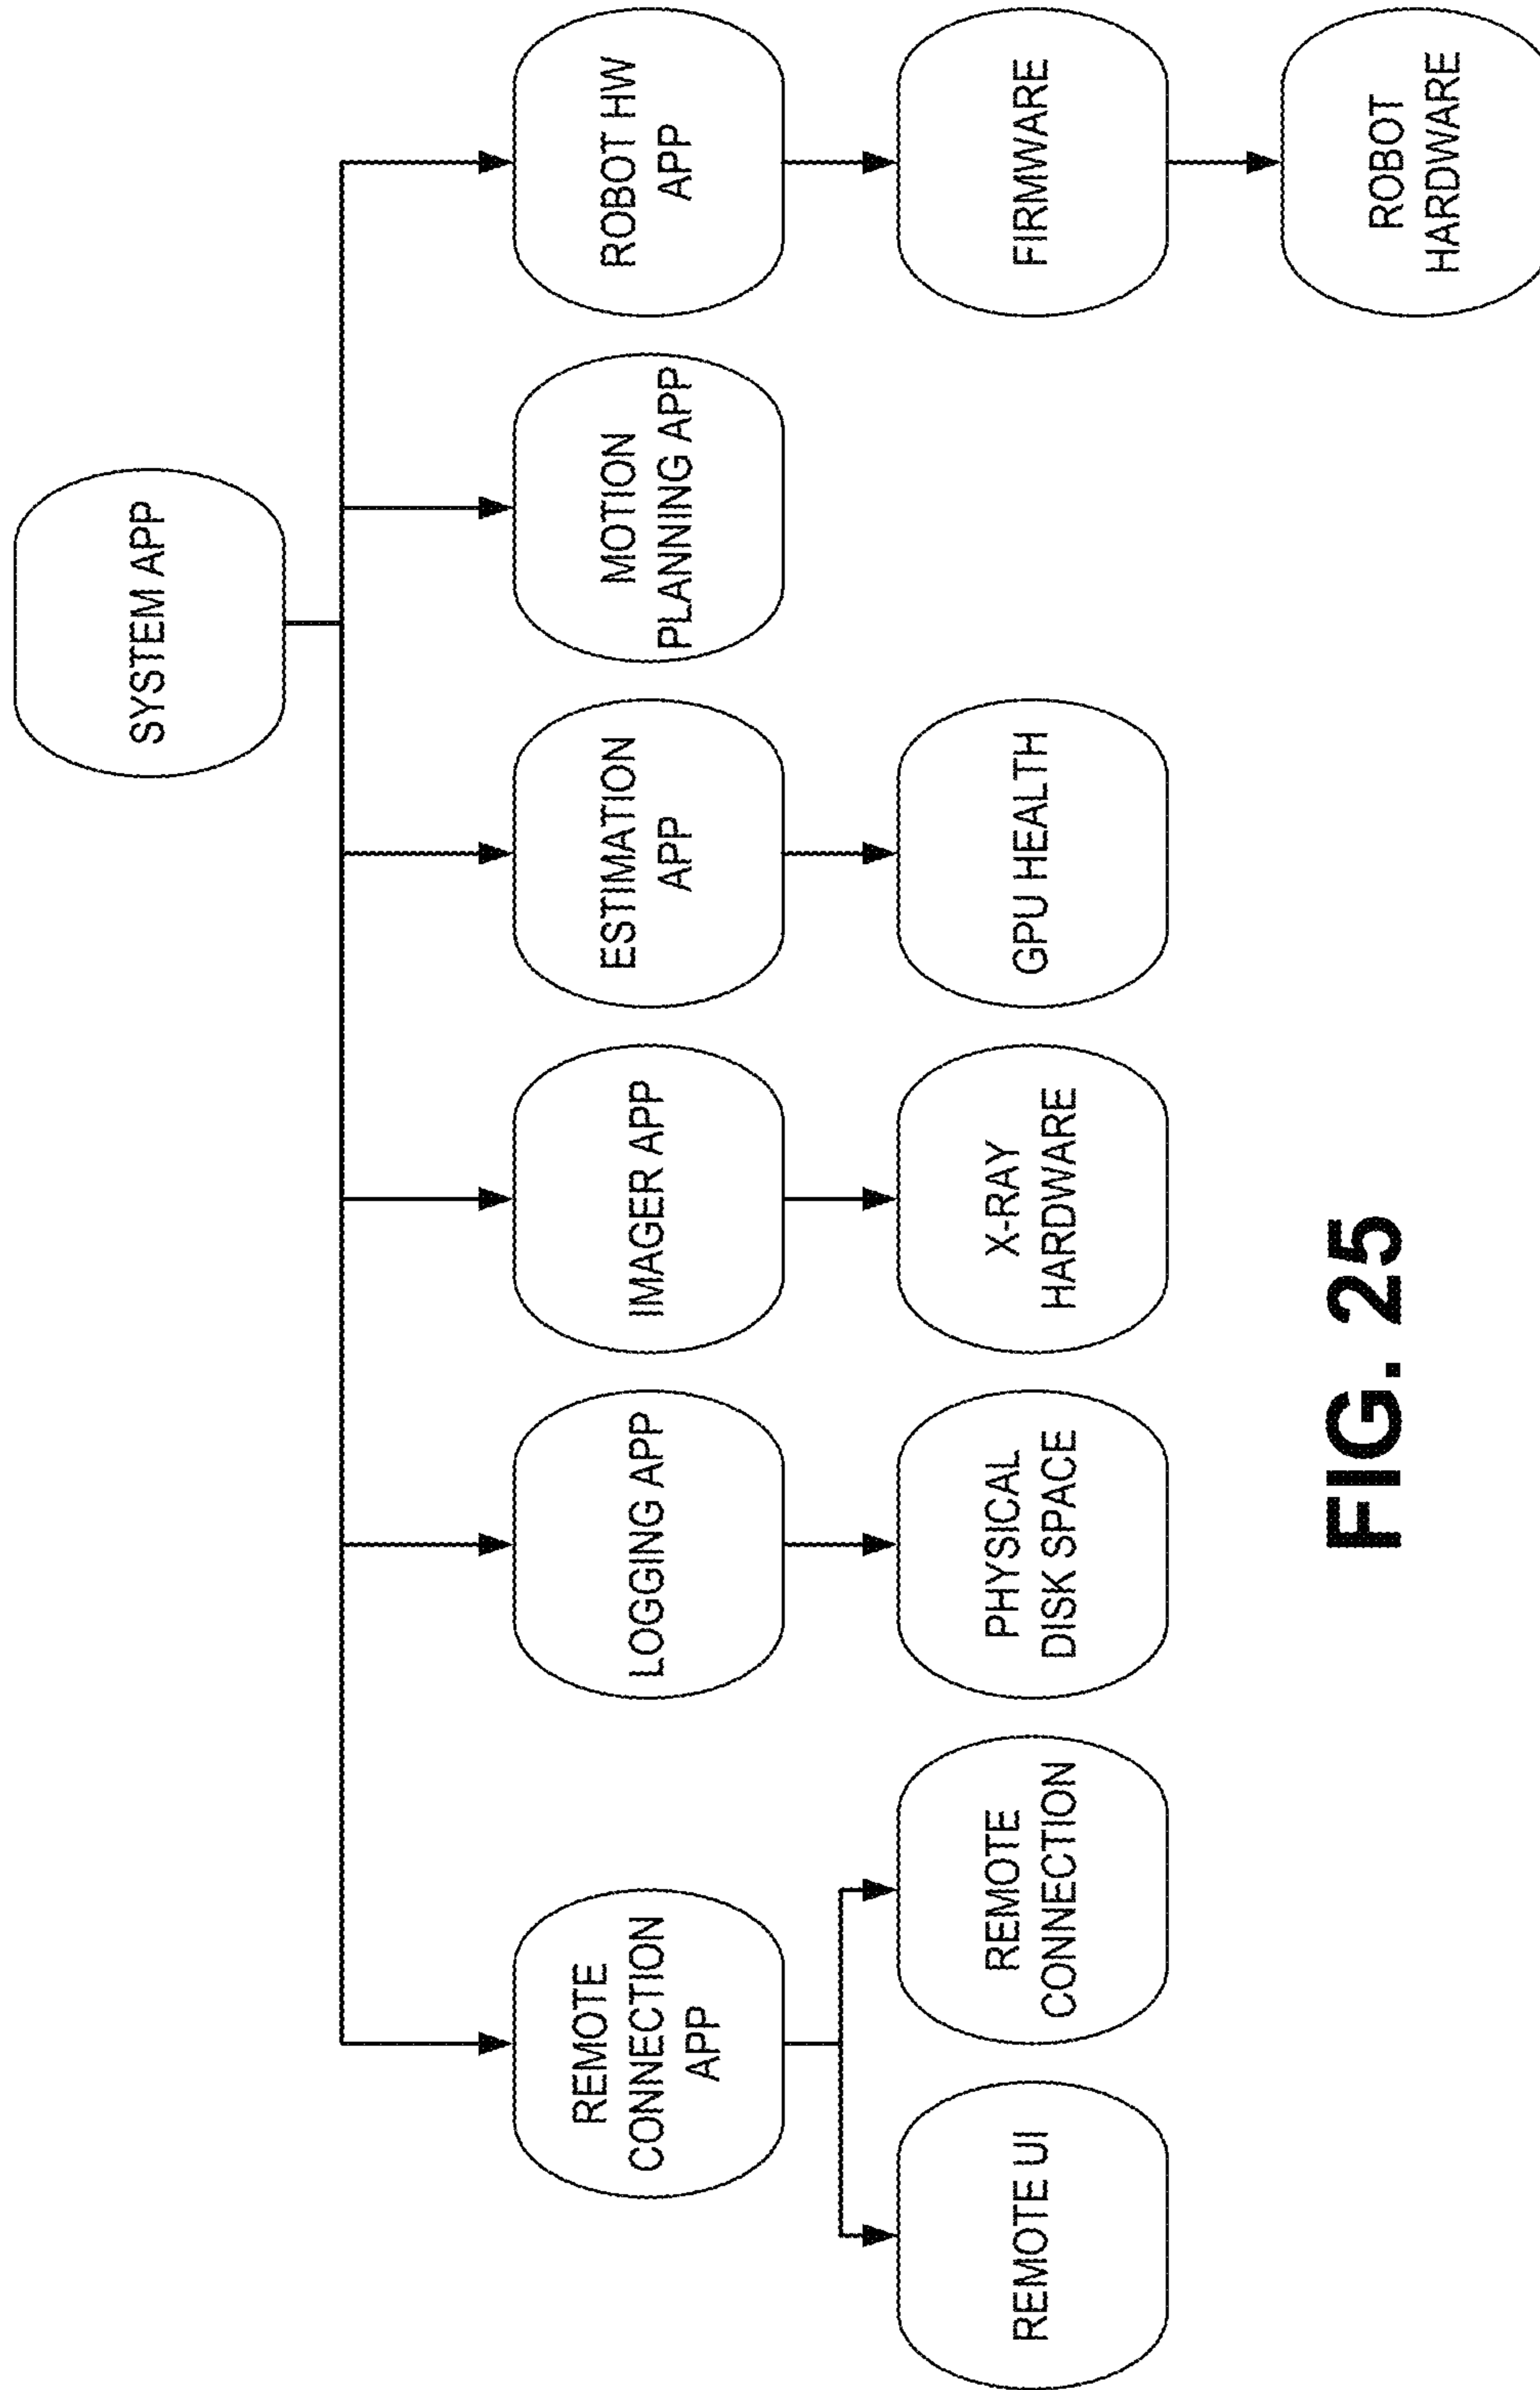 SYSTEM APP
REMOTE
CONNECTION
APP
LOGGING APP
IMAGER APP
ESTIMATION
APP
MOTION
PLANNING APP
ROBOT HW
APP
REMOTE UI
REMOTE
CONNECTION
PHYSICAL
DISK SPACE
X-RAY
HARDWARE
GPU HEALTH
FIRMWARE
ROBOT
HARDWARE
FIG. 25